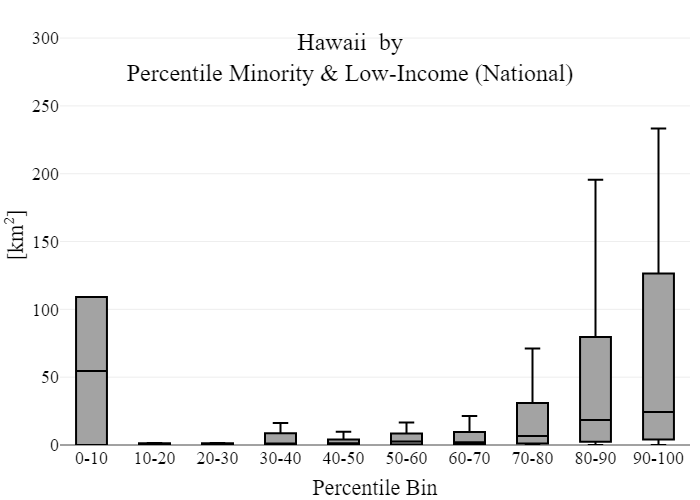 Hawaii by
Percentile Minority & Low-Income (National)
300
250
200
150
100
50
0
[km²]
0-10 10-20 20-30 30-40 40-50 50-60 60-70 70-80 80-90 90-100
Percentile Bin